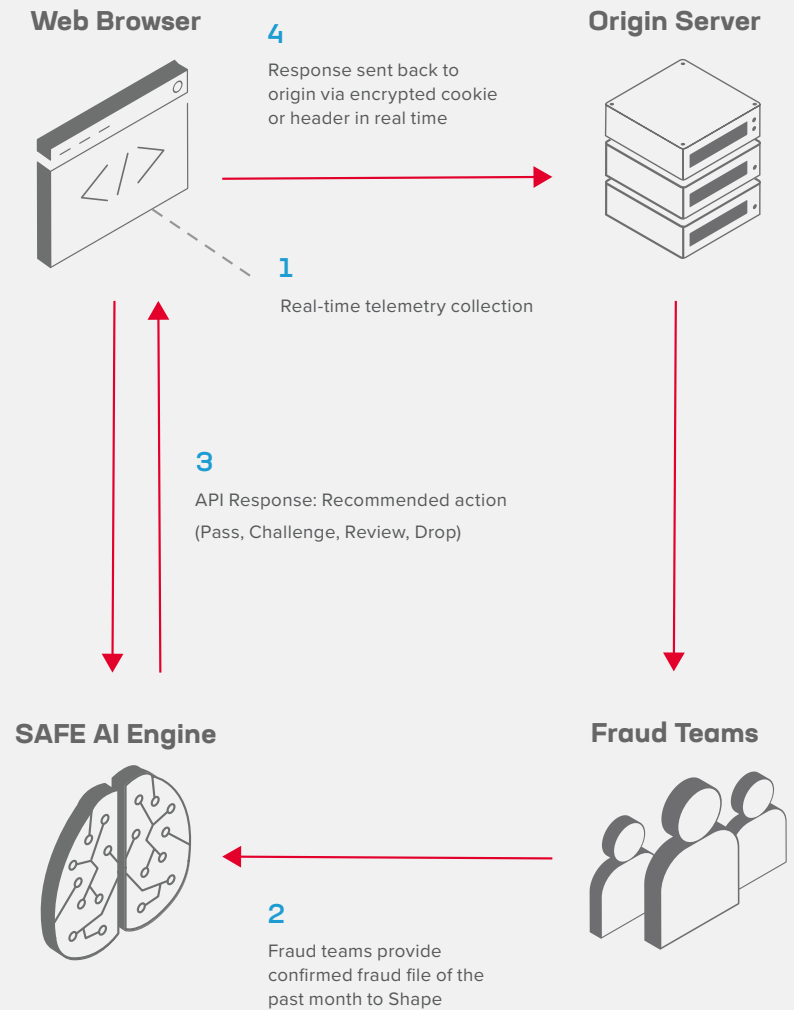 Web Browser
4
Response sent back to
origin via encrypted cookie
or header in real time
Origin Server
1
Real-time telemetry collection
3
API Response: Recommended action
(Pass, Challenge, Review, Drop)
SAFE AI Engine
Fraud Teams
2
Fraud teams provide
confirmed fraud file of the
past month to Shape